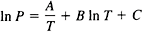 ln P = A/T + B ln T + C